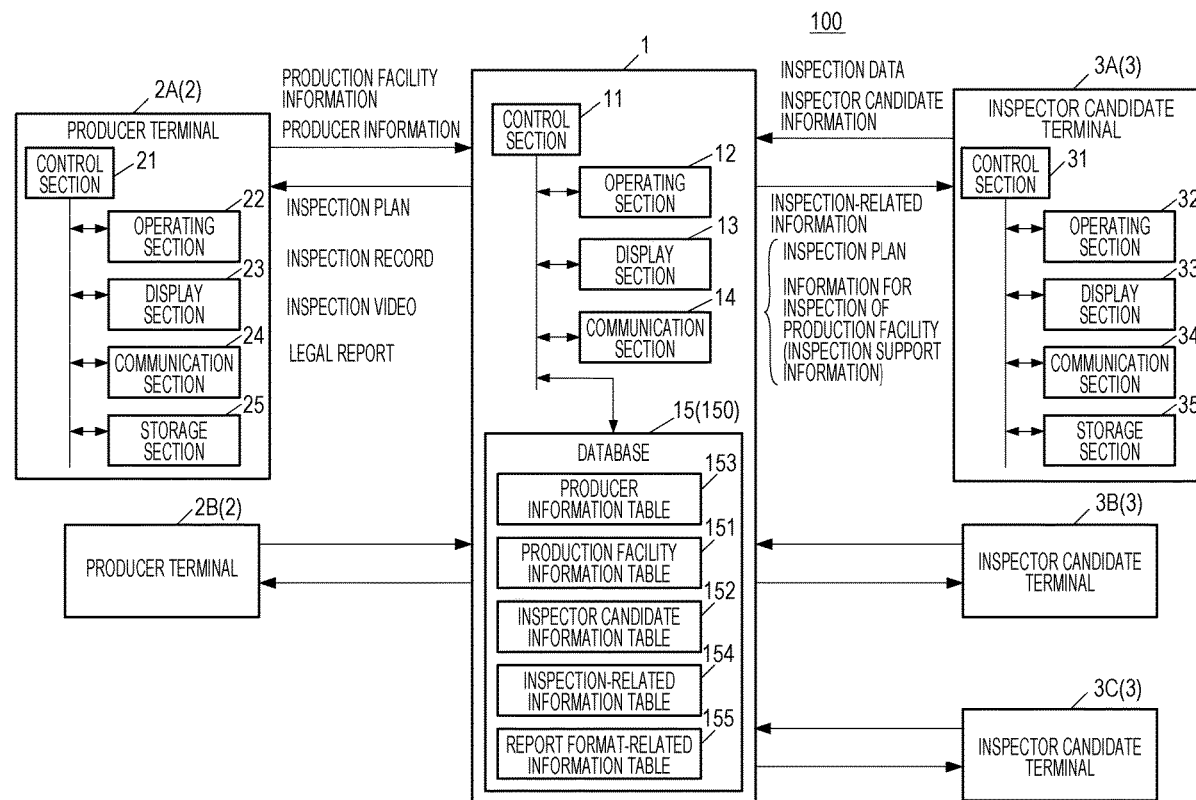 100
2A(2)
PRODUCER TERMINAL
CONTROL
SECTION
21
22
OPERATING
SECTION
23
DISPLAY
SECTION
24
COMMUNICATION
SECTION
25
STORAGE
SECTION
2B(2)
PRODUCER TERMINAL
PRODUCTION FACILITY
INFORMATION
PRODUCER INFORMATION
INSPECTION PLAN
INSPECTION RECORD
INSPECTION VIDEO
LEGAL REPORT
1
CONTROL
SECTION
11
12
OPERATING
SECTION
13
DISPLAY
SECTION
14
COMMUNICATION
SECTION
15(150)
DATABASE
153
PRODUCER
INFORMATION TABLE
151
PRODUCTION FACILITY
INFORMATION TABLE
152
INSPECTOR CANDIDATE
INFORMATION TABLE
154
INSPECTION-RELATED
INFORMATION TABLE
155
REPORT FORMAT-RELATED
INFORMATION TABLE
INSPECTION DATA
INSPECTOR CANDIDATE
INFORMATION
INSPECTION-RELATED
INFORMATION
INSPECTION PLAN
INFORMATION FOR
INSPECTION OF
PRODUCTION FACILITY
(INSPECTION SUPPORT
INFORMATION)
3A(3)
INSPECTOR CANDIDATE
TERMINAL
CONTROL
SECTION
31
32
OPERATING
SECTION
33
DISPLAY
SECTION
34
COMMUNICATION
SECTION
35
STORAGE
SECTION
3B(3)
INSPECTOR CANDIDATE
TERMINAL
3C(3)
INSPECTOR CANDIDATE
TERMINAL